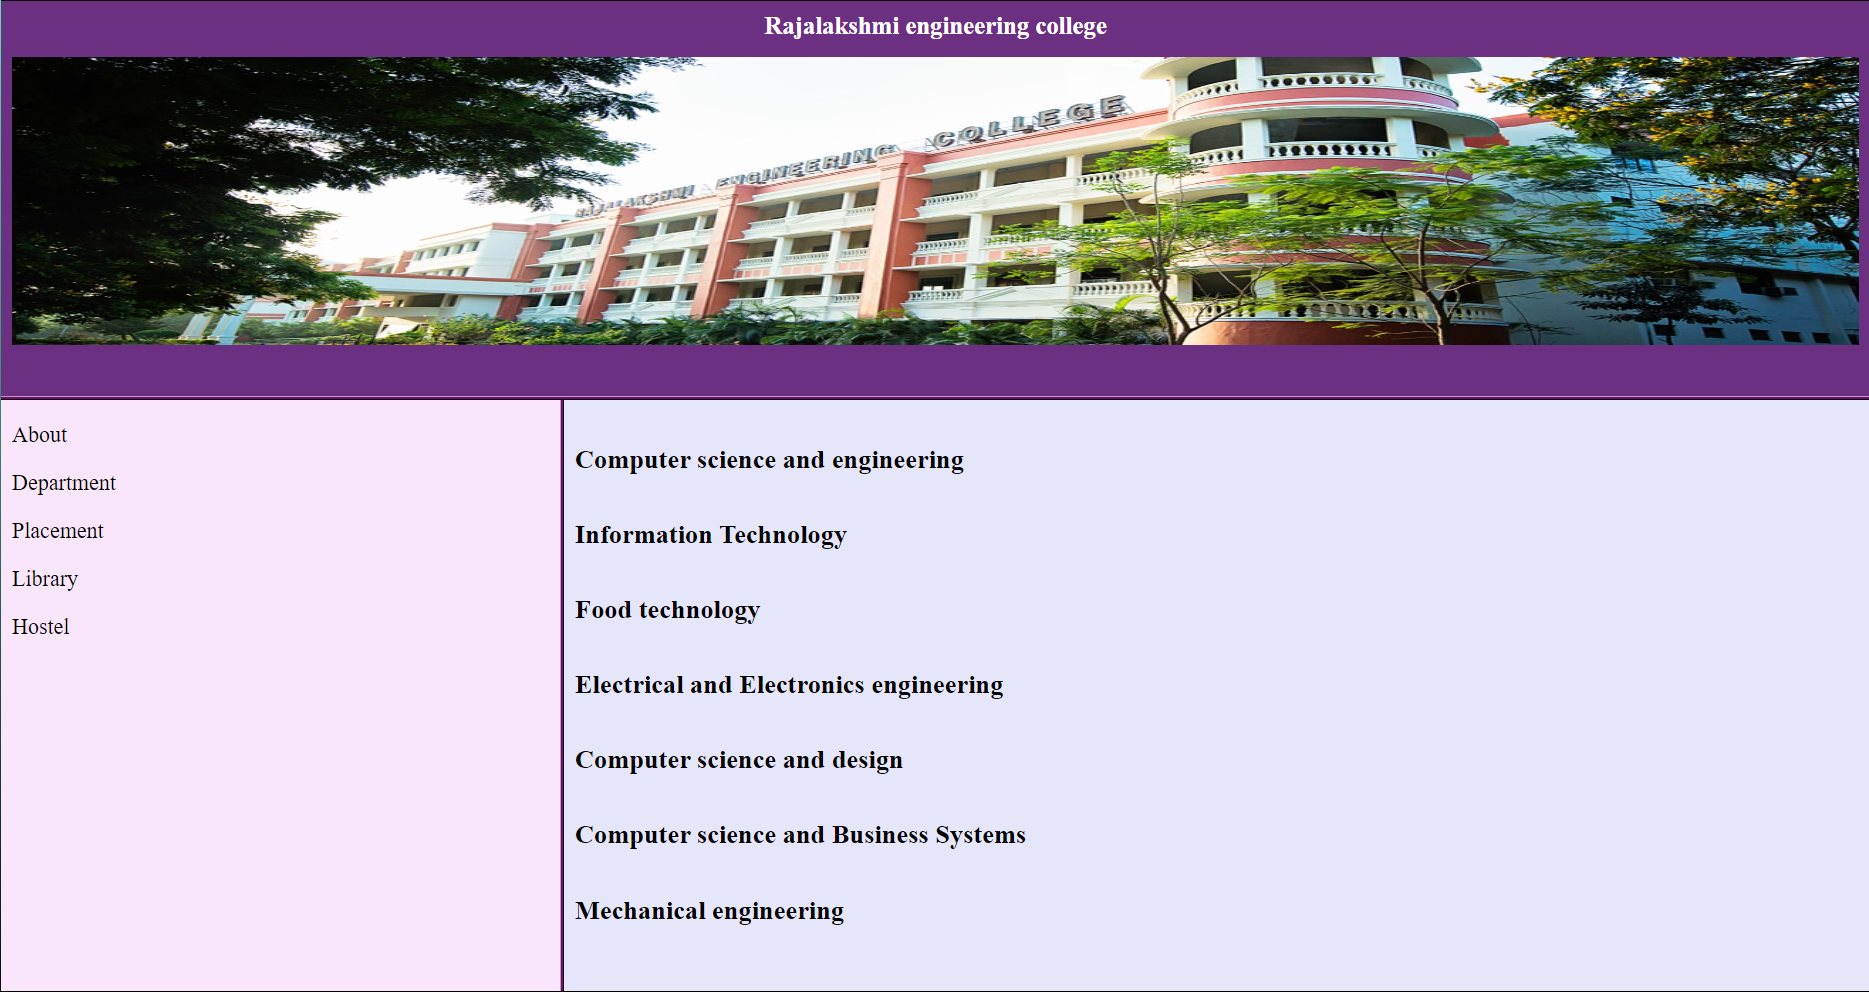 Rajalakshmi engineering college
RAJALAKSHMI ENGINEERING COLLEGE
About
Department
Placement
Library
Hostel
Computer science and engineering
Information Technology
Food technology
Electrical and Electronics engineering
Computer science and design
Computer science and Business Systems
Mechanical engineering